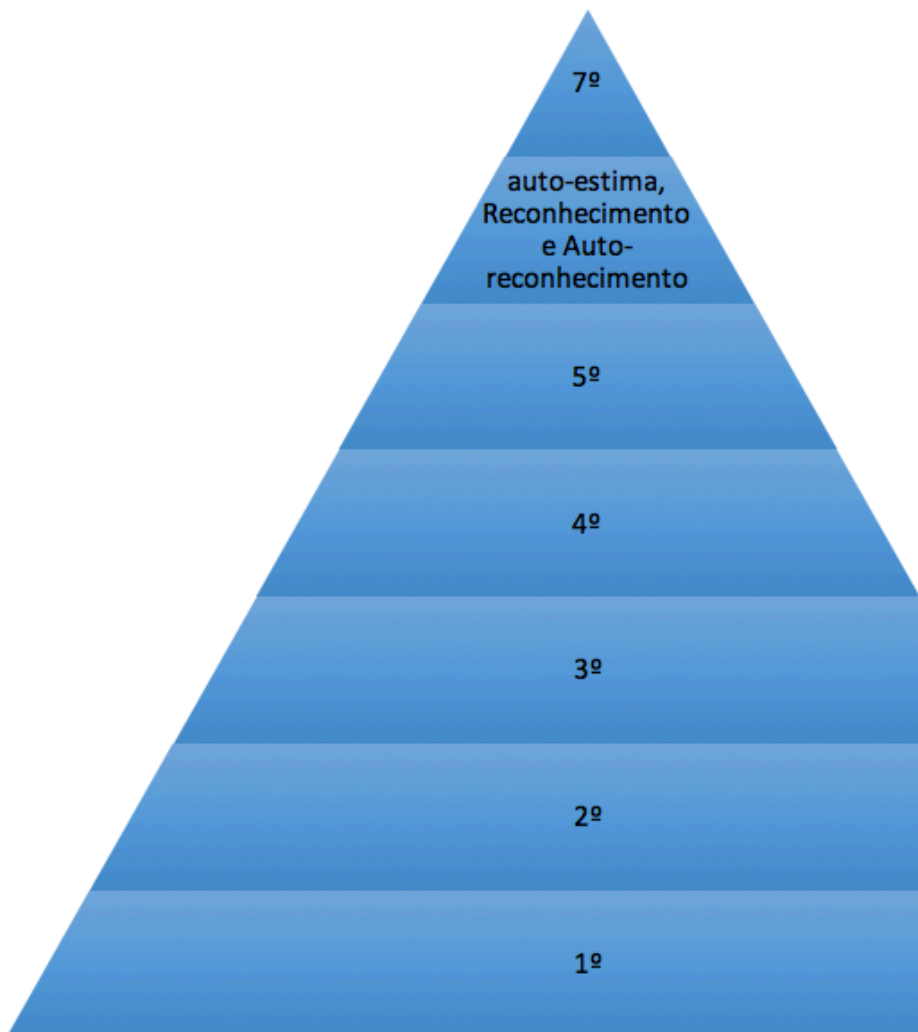 7º
auto-estima,
Reconhecimento
e Auto-
reconhecimento
5º
4º
3º
2º
1º